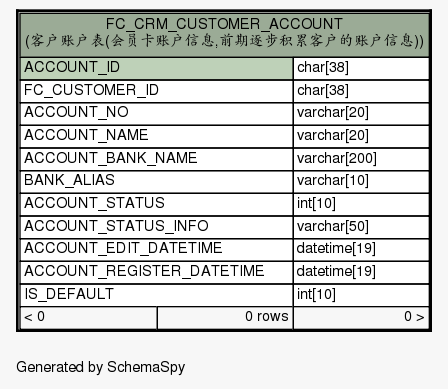 FC_CRM_CUSTOMER_ACCOUNT
(客户账户表(会员卡账户信息,前期逐步积累客户的账户信息))
ACCOUNT_ID char[38]
FC_CUSTOMER_ID char[38]
ACCOUNT_NO varchar[20]
ACCOUNT_NAME varchar[20]
ACCOUNT_BANK_NAME varchar[200]
BANK_ALIAS varchar[10]
ACCOUNT_STATUS int[10]
ACCOUNT_STATUS_INFO varchar[50]
ACCOUNT_EDIT_DATETIME datetime[19]
ACCOUNT_REGISTER_DATETIME datetime[19]
IS_DEFAULT int[10]
< 0 0 rows 0 >
Generated by SchemaSpy